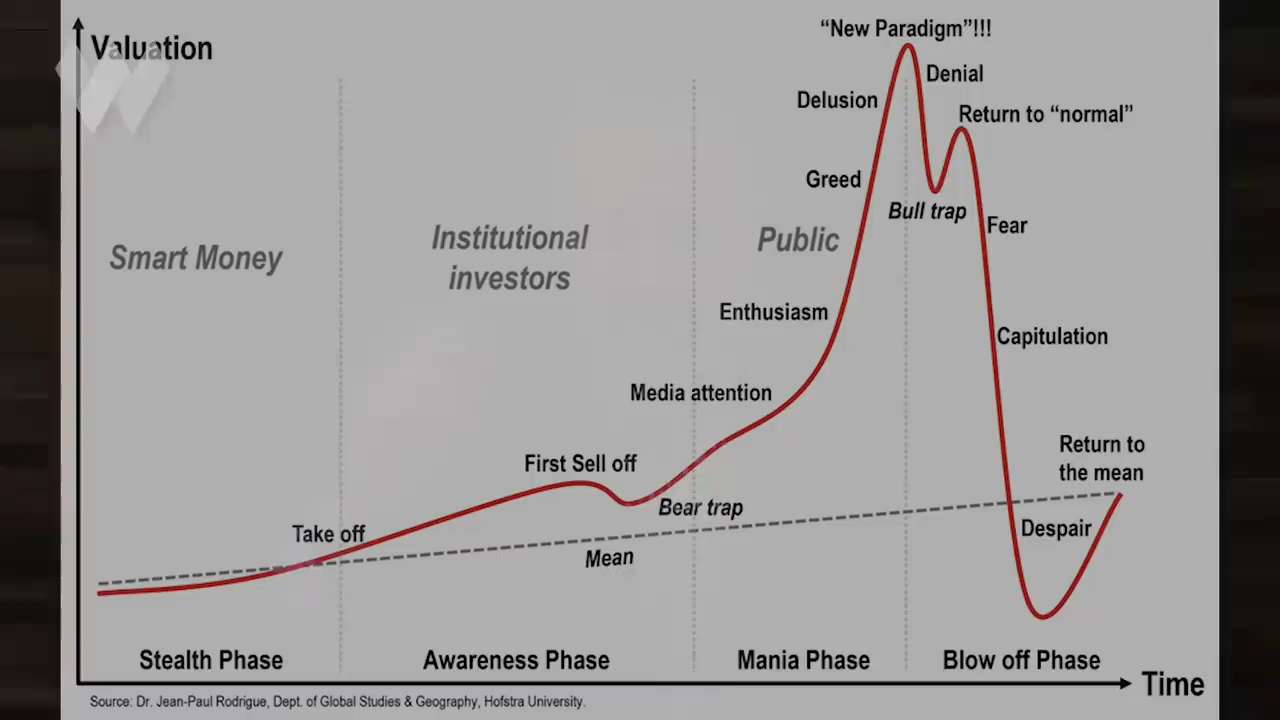 Valuation
“New Paradigm”!!!
Denial
Delusion
Return to “normal”
Greed
Bull trap
Fear
Smart Money
Institutional
investors
Public
Enthusiasm
Capitulation
Media attention
First Sell off
Return to
the mean
Bear trap
Take off
Despair
Mean
Stealth Phase
Awareness Phase
Mania Phase
Blow off Phase
Time
Source: Dr. Jean-Paul Rodrigue, Dept. of Global Studies & Geography, Hofstra University.